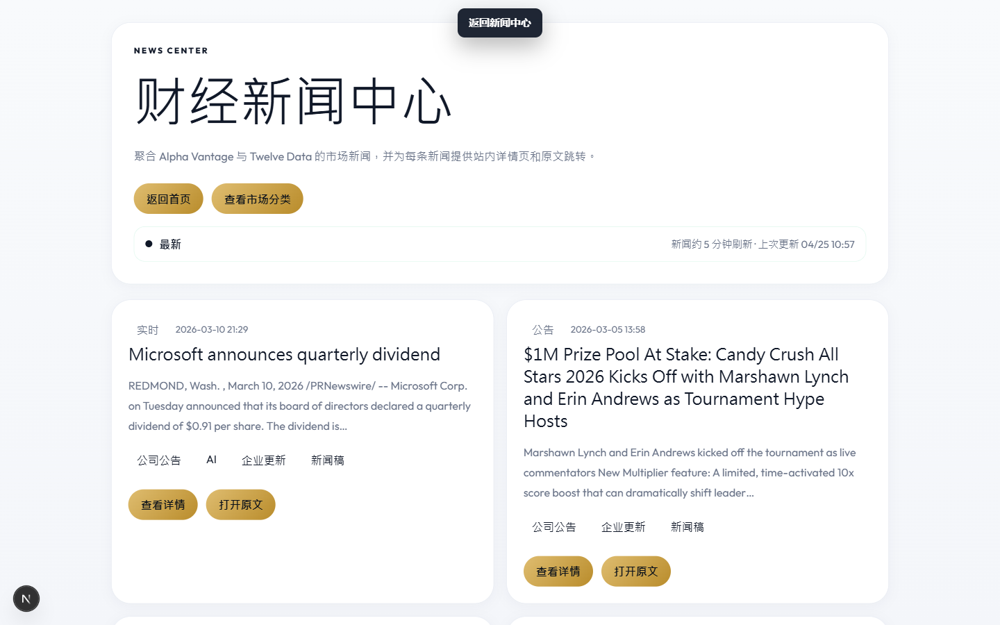 返回新闻中心
NEWS CENTER
财经新闻中心
聚合 Alpha Vantage 与 Twelve Data 的市场新闻，并为每条新闻提供站内详情页和原文跳转。
返回首页
查看市场分类
最新
新闻约 5 分钟刷新 · 上次更新 04/25 10:57
实时 2026-03-10 21:29
Microsoft announces quarterly dividend
REDMOND, Wash. , March 10, 2026 /PRNewswire/ -- Microsoft Corp.
on Tuesday announced that its board of directors declared a quarterly
dividend of $0.91 per share. The dividend is...
公司公告 AI 企业更新 新闻稿
查看详情 打开原文
公告 2026-03-05 13:58
$1M Prize Pool At Stake: Candy Crush All
Stars 2026 Kicks Off with Marshawn Lynch
and Erin Andrews as Tournament Hype
Hosts
Marshawn Lynch and Erin Andrews kicked off the tournament as live
commentators New Multiplier feature: A limited, time-activated 10x
score boost that can dramatically shift leader...
公司公告 企业更新 新闻稿
查看详情 打开原文
N